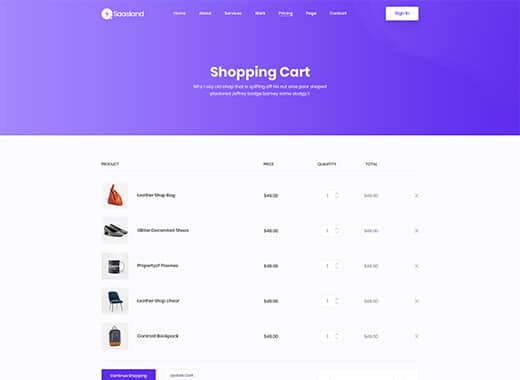 Saasland
Home About Services Work Pricing Page Contact
Sign In
Shopping Cart
Why I say old chap that is spiffing off his nut arse pear shaped
plastered Jeffrey bodge barney some dodgy.!!
PRODUCT PRICE QUANTITY TOTAL
Leather Shop Bag $49.00 1 $49.00
Glitter Decorated Shoes $49.00 1 $49.00
Property of Thomas $49.00 1 $49.00
Leather Shop chear $49.00 1 $49.00
Contrast Backpack $49.00 1 $49.00
Continue Shopping Update Cart